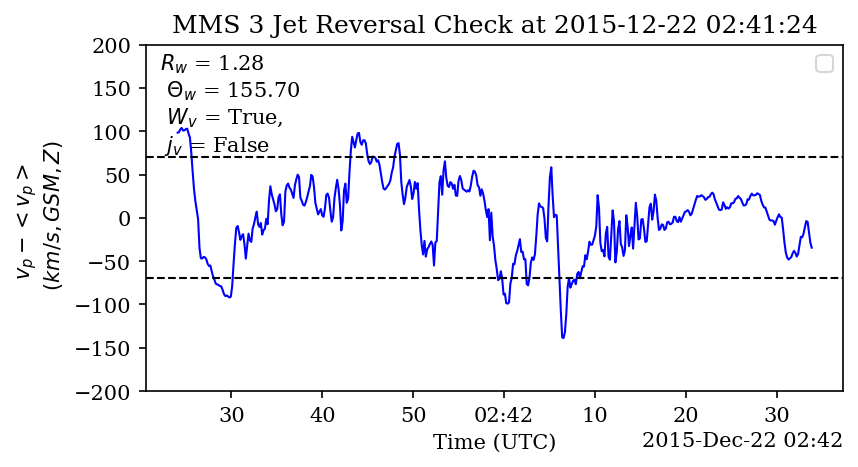 MMS 3 Jet Reversal Check at 2015-12-22 02:41:24
R_w = 1.28
Θ_w = 155.70
W_v = True,
j_v = False
v_p − < v_p >
(km/s, GSM, Z)
200
150
100
50
0
−50
−100
−150
−200
30 40 50 02:42 10 20 30
Time (UTC)
2015-Dec-22 02:42